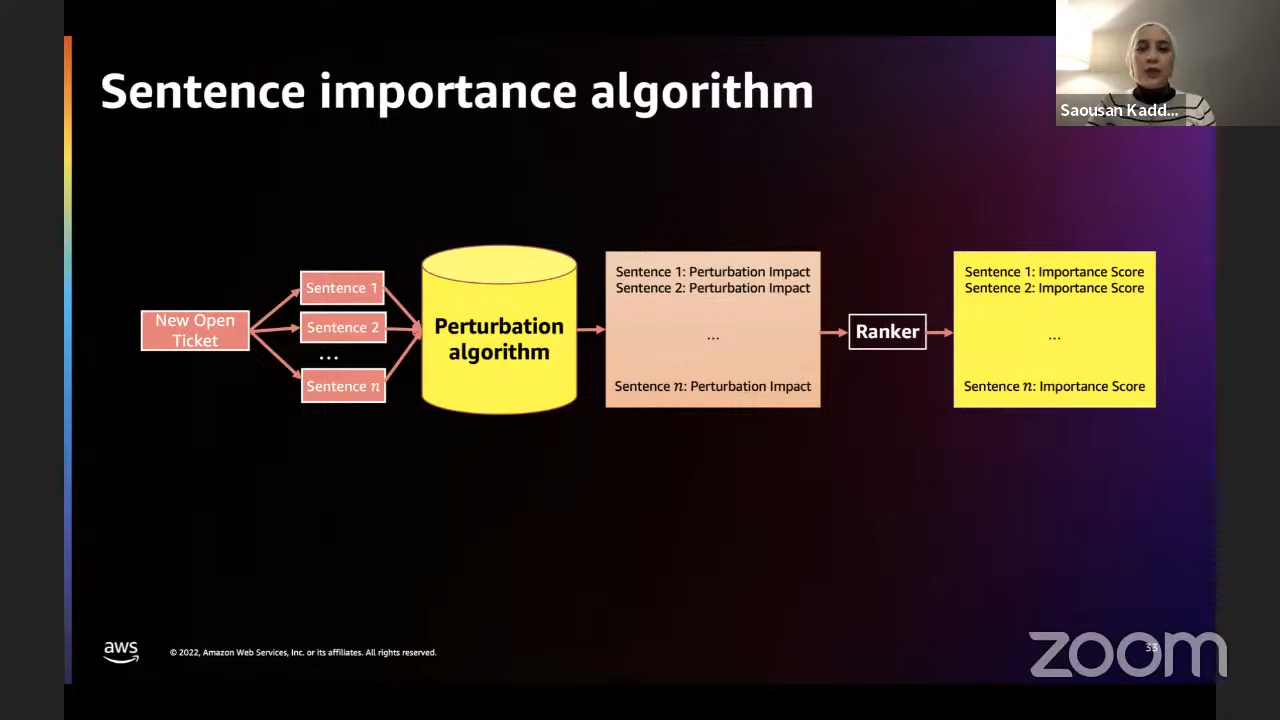 Sentence importance algorithm
Saousan Kadd...
New Open
Ticket
Sentence 1
Sentence 2
...
Sentence n
Perturbation
algorithm
Sentence 1: Perturbation Impact
Sentence 2: Perturbation Impact
...
Sentence n: Perturbation Impact
Ranker
Sentence 1: Importance Score
Sentence 2: Importance Score
...
Sentence n: Importance Score
aws
© 2022, Amazon Web Services, Inc. or its affiliates. All rights reserved.
33
zoom